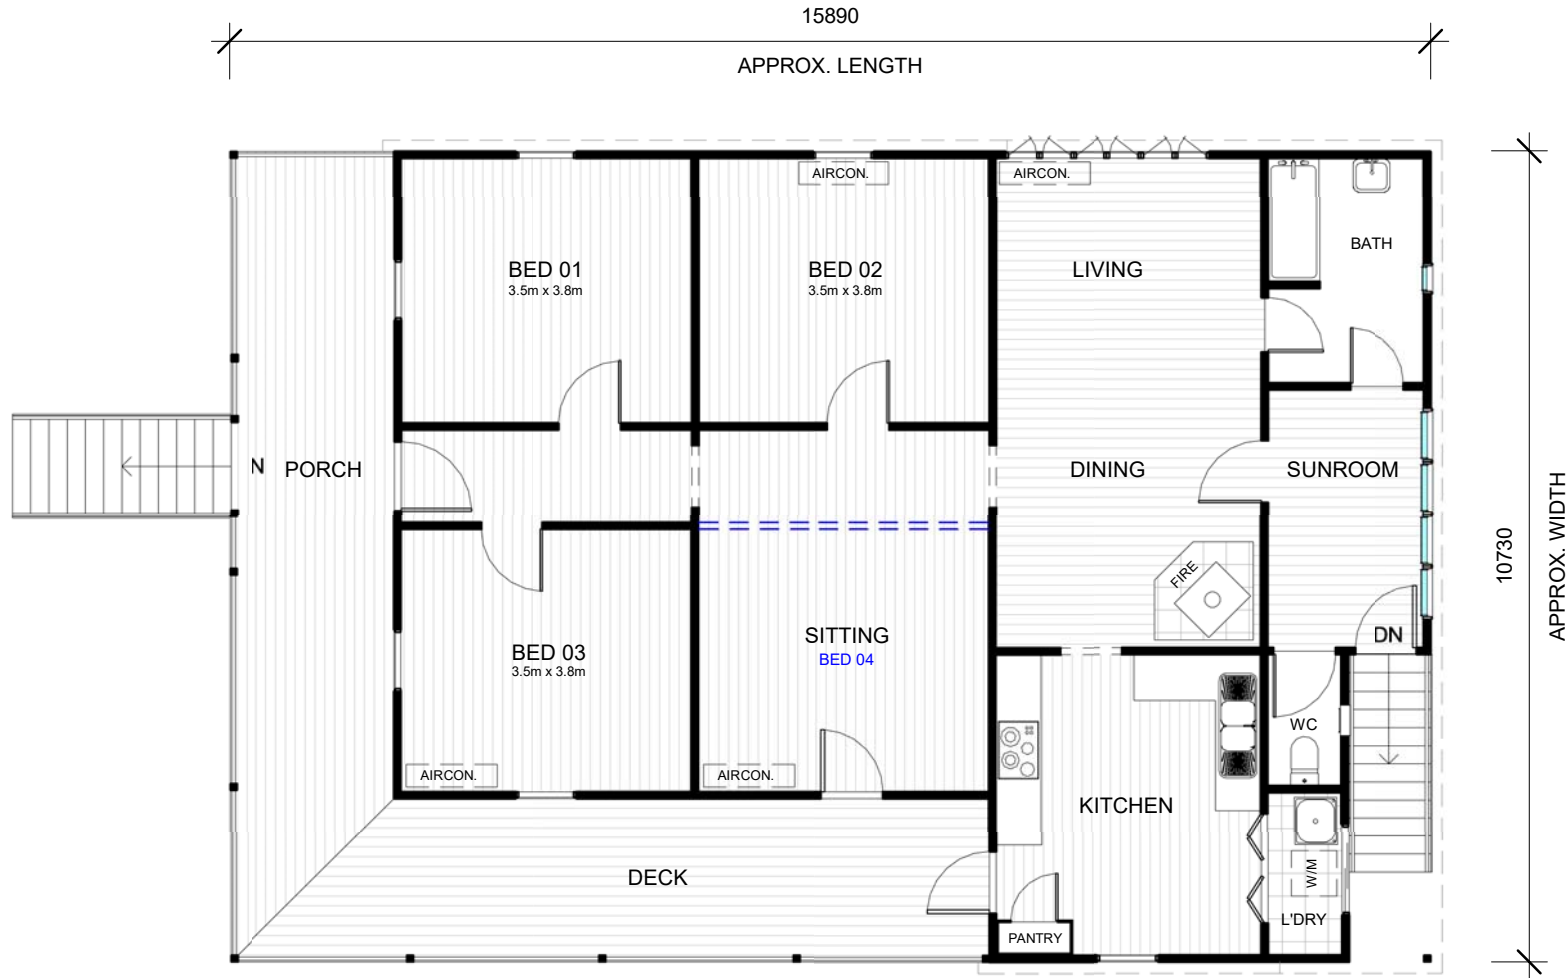 15890
APPROX. LENGTH
AIRCON.
AIRCON.
BED 01
3.5m x 3.8m
BED 02
3.5m x 3.8m
LIVING
BATH
N
PORCH
DINING
SUNROOM
10730
APPROX. WIDTH
FIRE
BED 03
3.5m x 3.8m
SITTING
BED 04
DN
WC
AIRCON.
AIRCON.
KITCHEN
DECK
W/M
L'DRY
PANTRY